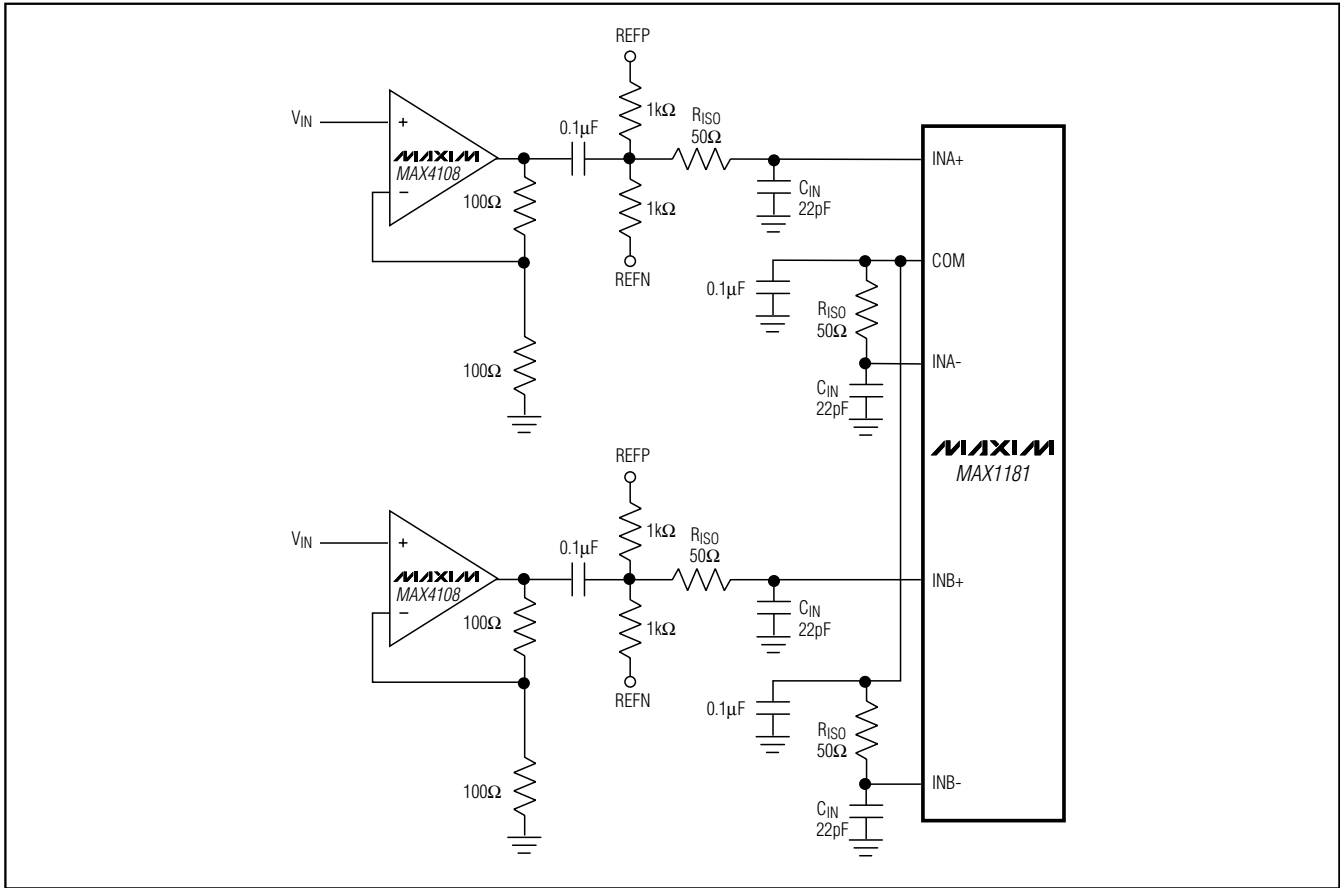 REFP
1kΩ
VIN
+
MAXIM
MAX4108
−
0.1µF
RISO
50Ω
INA+
100Ω
1kΩ
CIN
22pF
REFN
COM
0.1µF
RISO
50Ω
100Ω
INA-
CIN
22pF
MAXIM
MAX1181
REFP
1kΩ
VIN
+
MAXIM
MAX4108
−
0.1µF
RISO
50Ω
INB+
100Ω
1kΩ
CIN
22pF
REFN
0.1µF
RISO
50Ω
100Ω
INB-
CIN
22pF